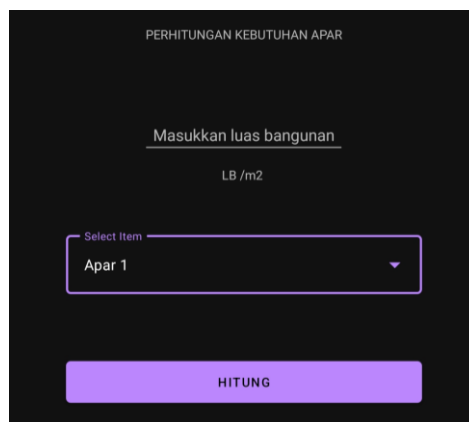 PERHITUNGAN KEBUTUHAN APAR
Masukkan luas bangunan
LB /m2
Select Item
Apar 1
HITUNG